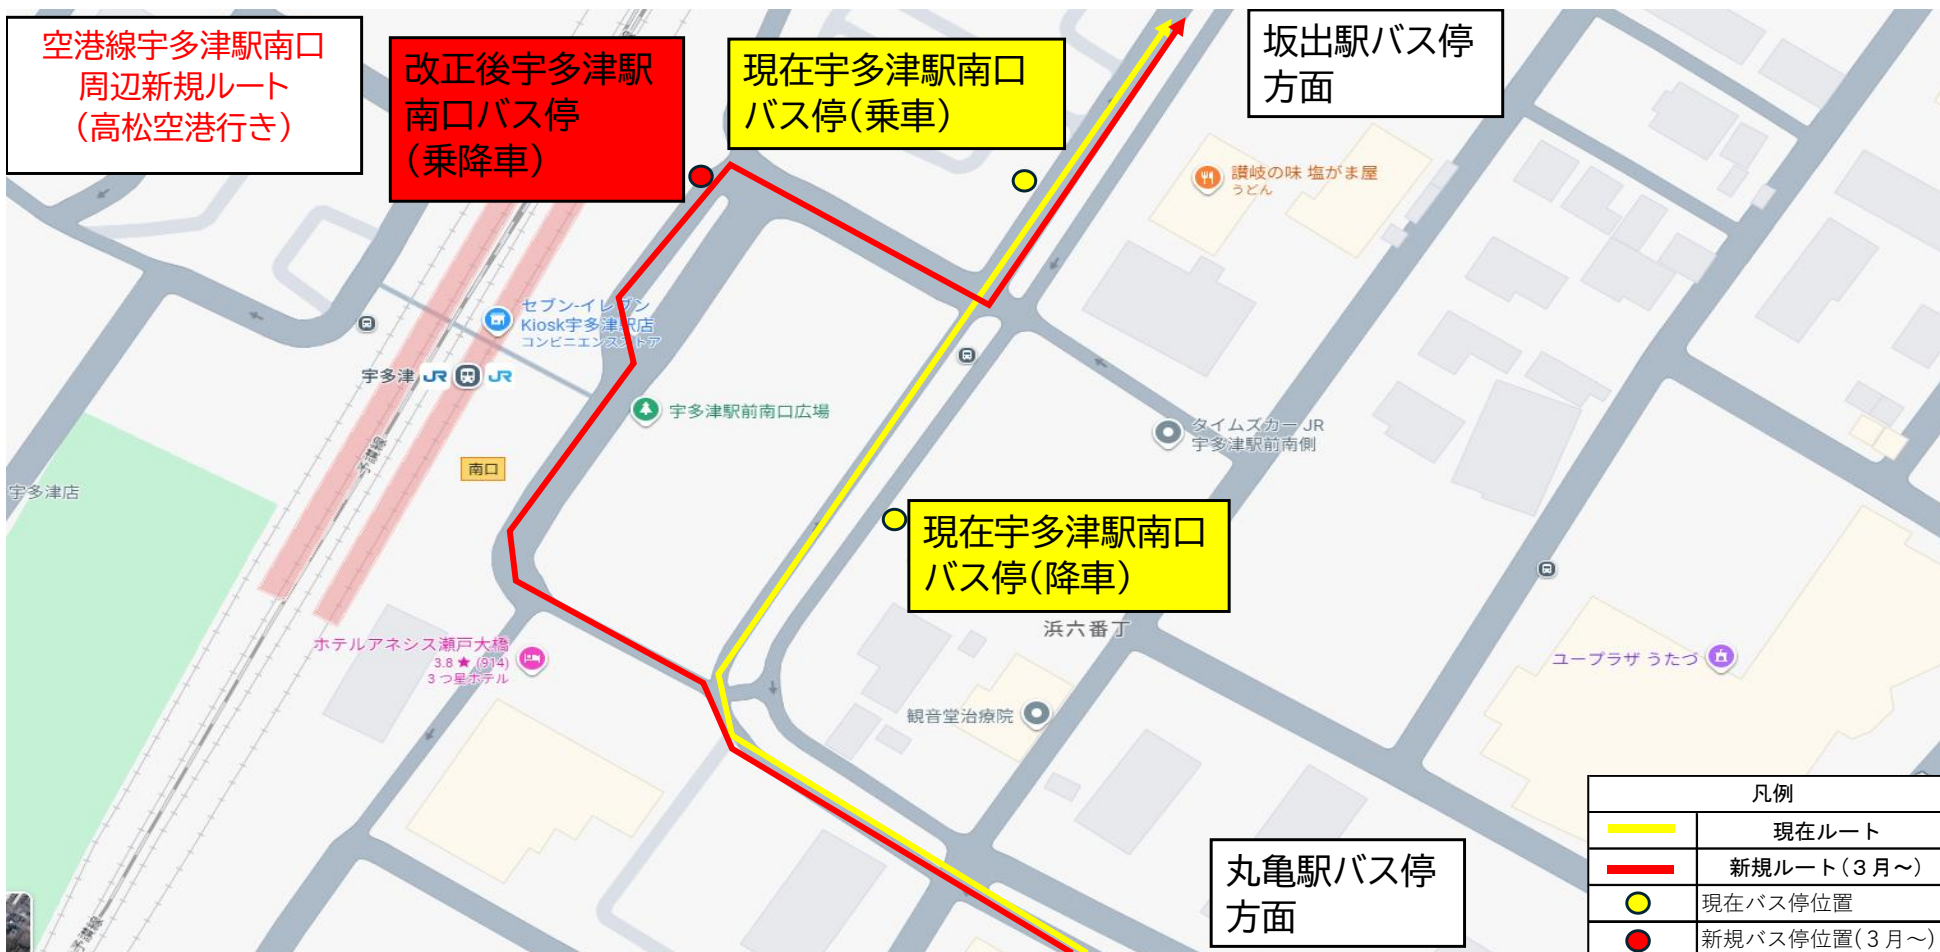 空港線宇多津駅南口
周辺新規ルート
(高松空港行き)
改正後宇多津駅
南口バス停
(乗降車)
現在宇多津駅南口
バス停(乗車)
坂出駅バス停
方面
讃岐の味 塩がま屋
うどん
セブン-イレブン
Kiosk宇多津駅店
コンビニエンスストア
宇多津 JR JR
宇多津駅前南口広場
タイムズカー JR
宇多津駅前南側
予讃線
南口
宇多津店
現在宇多津駅南口
バス停(降車)
浜六番丁
ホテルアネシス瀬戸大橋
3.8 ★ (914)
3 つ星ホテル
ユープラザ うたづ
観音堂治療院
丸亀駅バス停
方面
予讃線
凡例
現在ルート
新規ルート(3月～)
現在バス停位置
新規バス停位置(3月～)